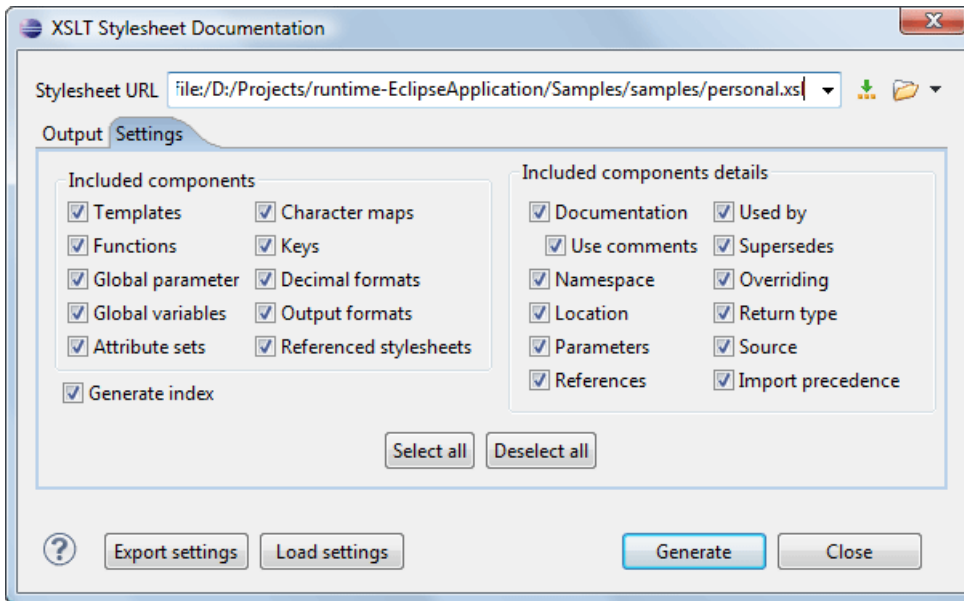 XSLT Stylesheet Documentation
Stylesheet URL file:/D:/Projects/runtime-EclipseApplication/Samples/samples/personal.xsl
Output Settings
Included components
Templates Character maps
Functions Keys
Global parameter Decimal formats
Global variables Output formats
Attribute sets Referenced stylesheets
Generate index
Included components details
Documentation Used by
Use comments Supersedes
Namespace Overriding
Location Return type
Parameters Source
References Import precedence
Select all Deselect all
? Export settings Load settings Generate Close